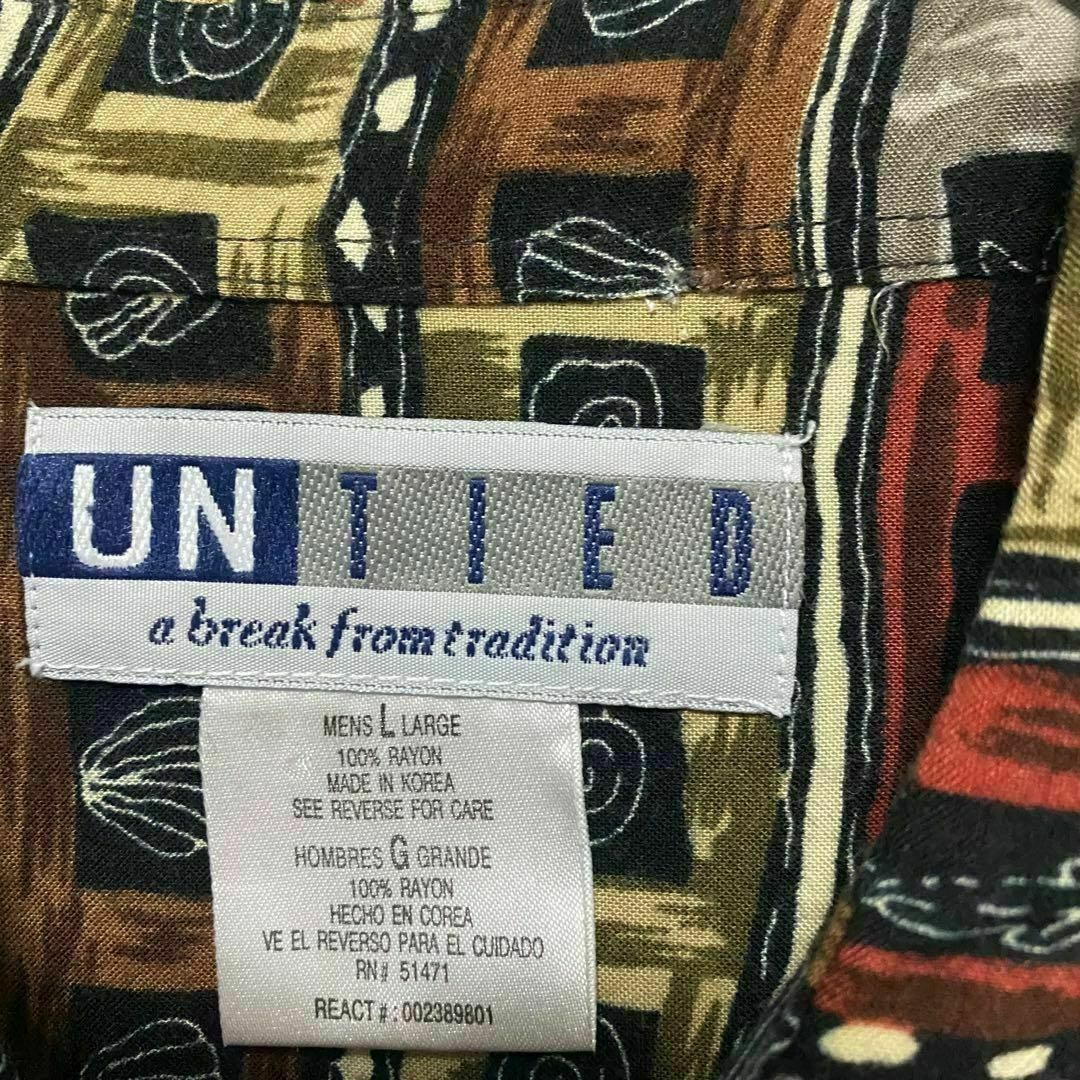 UNTIED
a break from tradition
MENS L LARGE
100% RAYON
MADE IN KOREA
SEE REVERSE FOR CARE
HOMBRES G GRANDE
100% RAYON
HECHO EN COREA
VE EL REVERSO PARA EL CUIDADO
RN# 51471
REACT #: 002389801